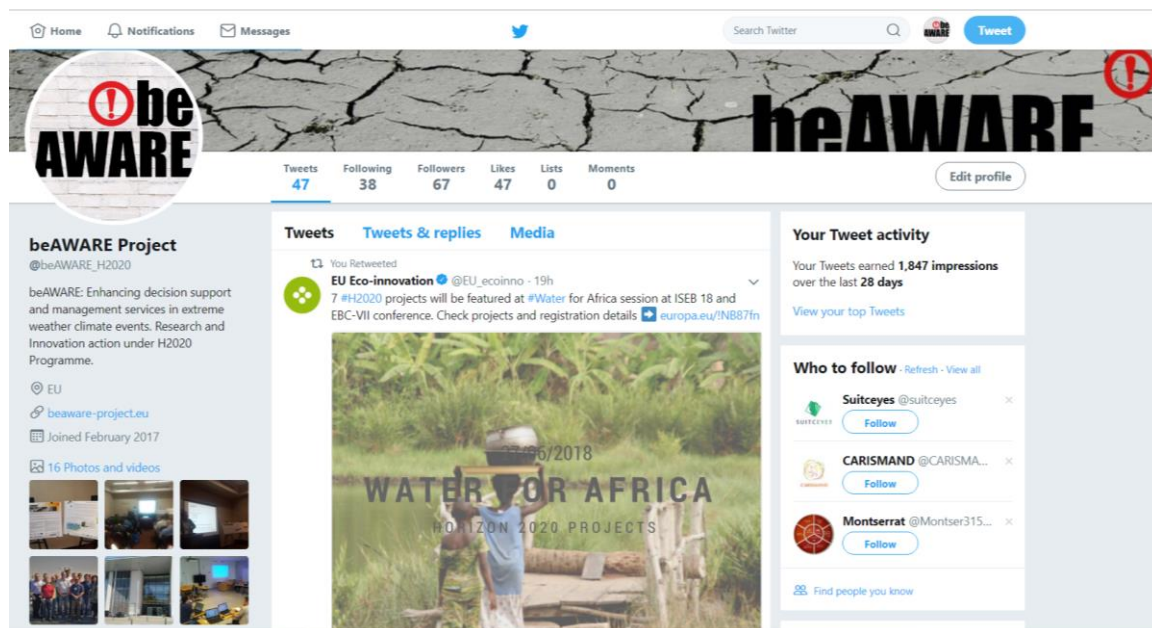 Home Notifications Messages
Search Twitter
Tweet
be
AWARE
beAWARE
Tweets Following Followers Likes Lists Moments
47 38 67 47 0 0
Edit profile
beAWARE Project
@beAWARE_H2020
beAWARE: Enhancing decision support
and management services in extreme
weather climate events. Research and
Innovation action under H2020
Programme.
EU
beaware-project.eu
Joined February 2017
16 Photos and videos
Tweets Tweets & replies Media
You Retweeted
EU Eco-innovation @EU_ecoinno - 19h
7 #H2020 projects will be featured at #Water for Africa session at ISEB 18 and
EBC-VII conference. Check projects and registration details europa.eu/!NB87fn
/06/2018
WATER FOR AFRICA
HORIZON 2020 PROJECTS
Your Tweet activity
Your Tweets earned 1,847 impressions
over the last 28 days
View your top Tweets
Who to follow - Refresh - View all
Suitceyes @suitceyes
SUITCEYES
Follow
CARISMAND @CARISMA...
CARISMAND
Follow
Montserrat @Montser315...
Follow
Find people you know